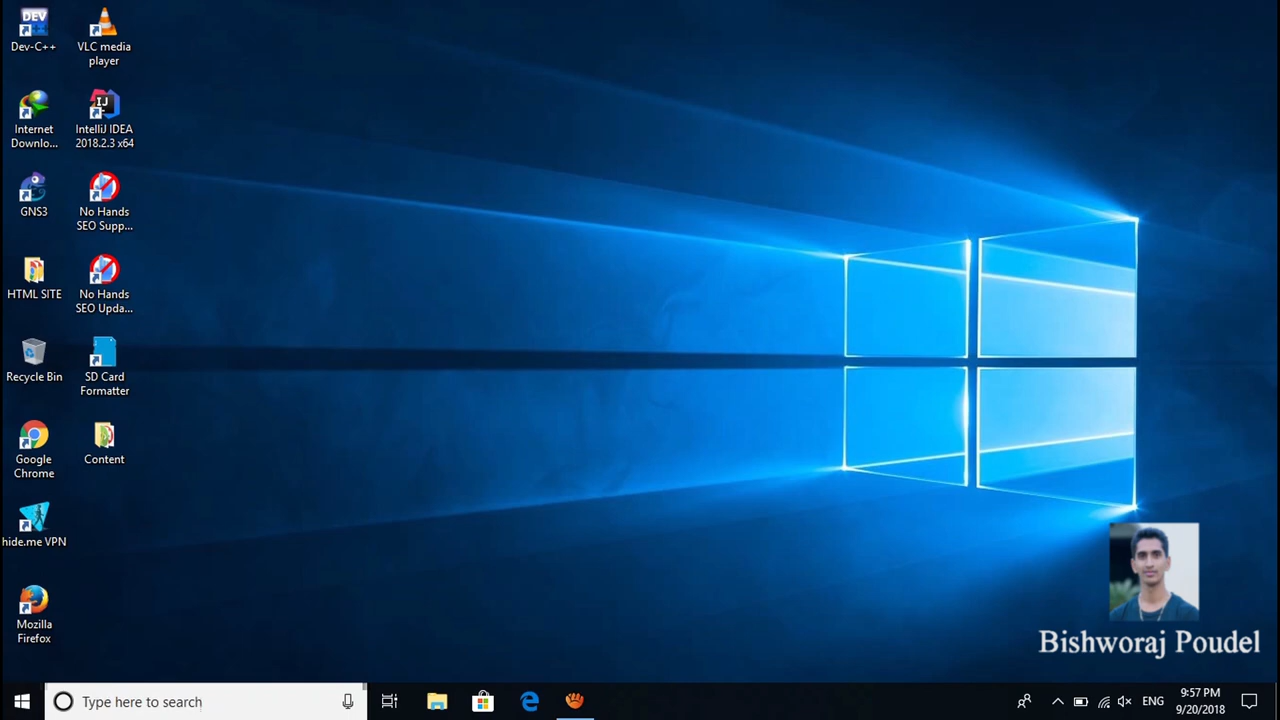 DEV
Dev-C++
VLC media
player
Internet
Downlo...
IJ
IntelliJ IDEA
2018.2.3 x64
GNS3
No Hands
SEO Supp...
HTML SITE
No Hands
SEO Upda...
Recycle Bin
SD Card
Formatter
Google
Chrome
Content
hide.me VPN
Mozilla
Firefox
Bishworaj Poudel
Type here to search
ENG
9:57 PM
9/20/2018